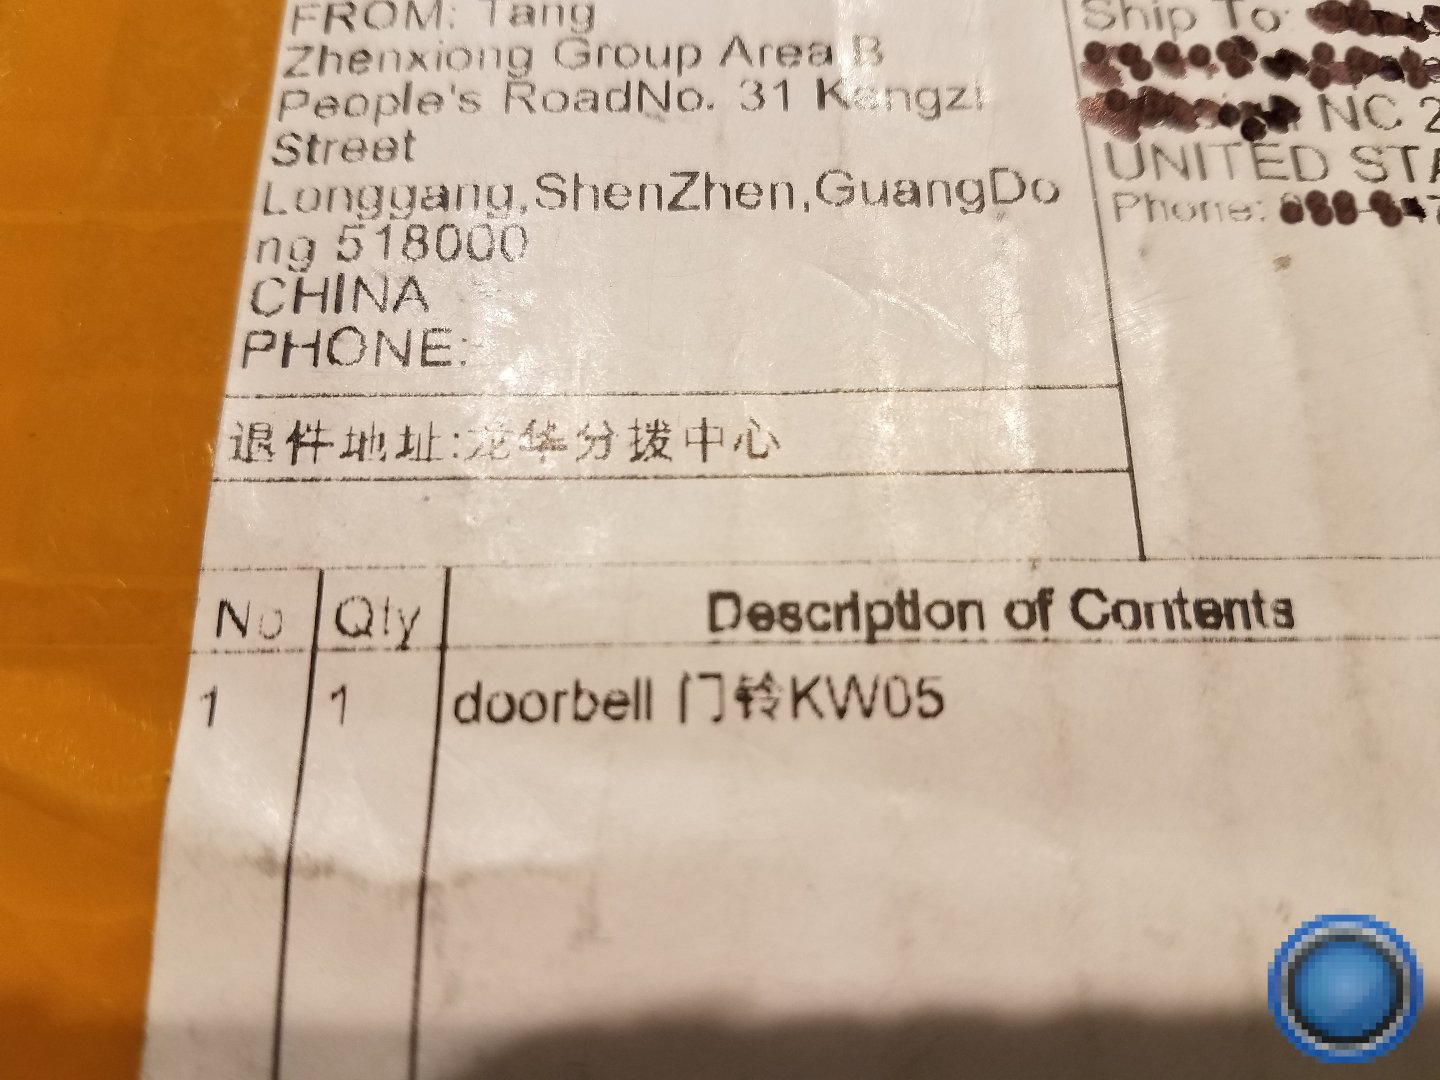 FROM: Tang
Zhenxiong Group Area B
People's RoadNo. 31 Kangzi
Street
Longgang,ShenZhen,GuangDo
ng 518000
CHINA
PHONE:
Ship To:
NC 2
UNITED STA
Phone:
退件地址:龙华分拨中心
No Qty Description of Contents
1 1 doorbell 门铃KW05